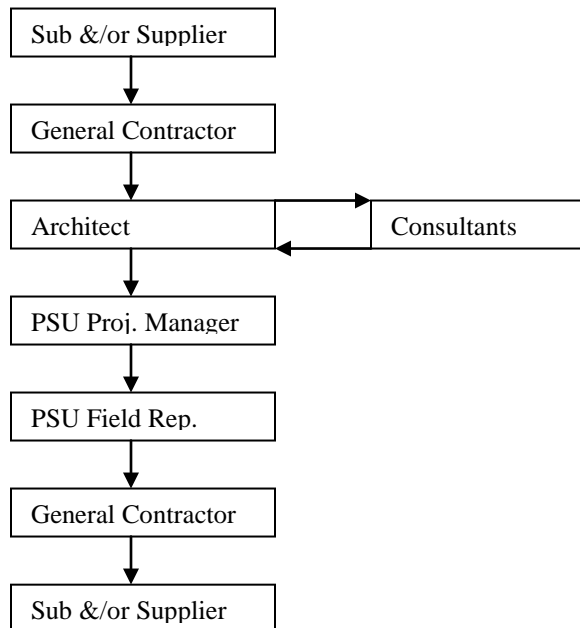 Sub &/or Supplier
General Contractor
Architect
Consultants
PSU Proj. Manager
PSU Field Rep.
General Contractor
Sub &/or Supplier